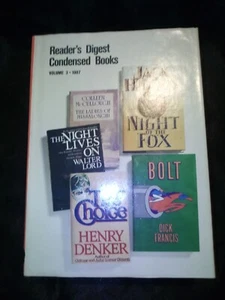 Reader's Digest
Condensed Books
VOLUME 3 • 1987
COLLEEN
McCULLOUGH
THE LADIES OF
MISSALONGHI
NIGHT
OF THE
FOX
THE NIGHT
LIVES
ON
WALTER
LORD
BOLT
DICK
FRANCIS
Choice
HENRY
DENKER